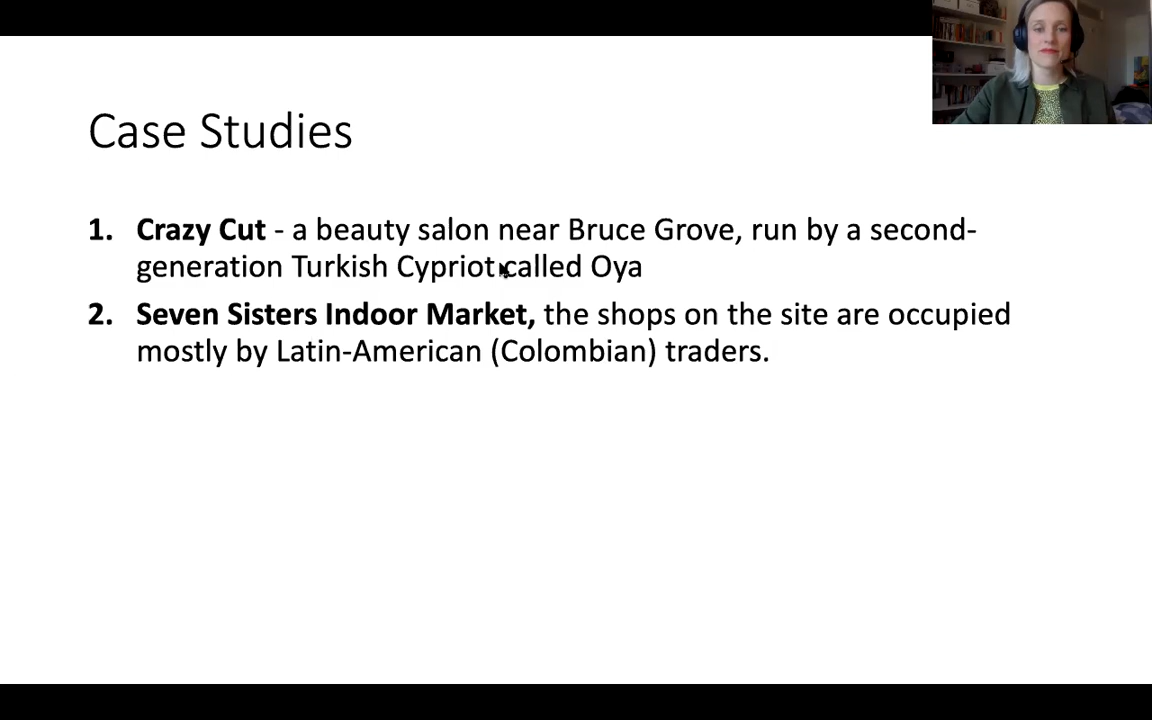 Case Studies
1. Crazy Cut - a beauty salon near Bruce Grove, run by a second-
generation Turkish Cypriot called Oya
2. Seven Sisters Indoor Market, the shops on the site are occupied
mostly by Latin-American (Colombian) traders.